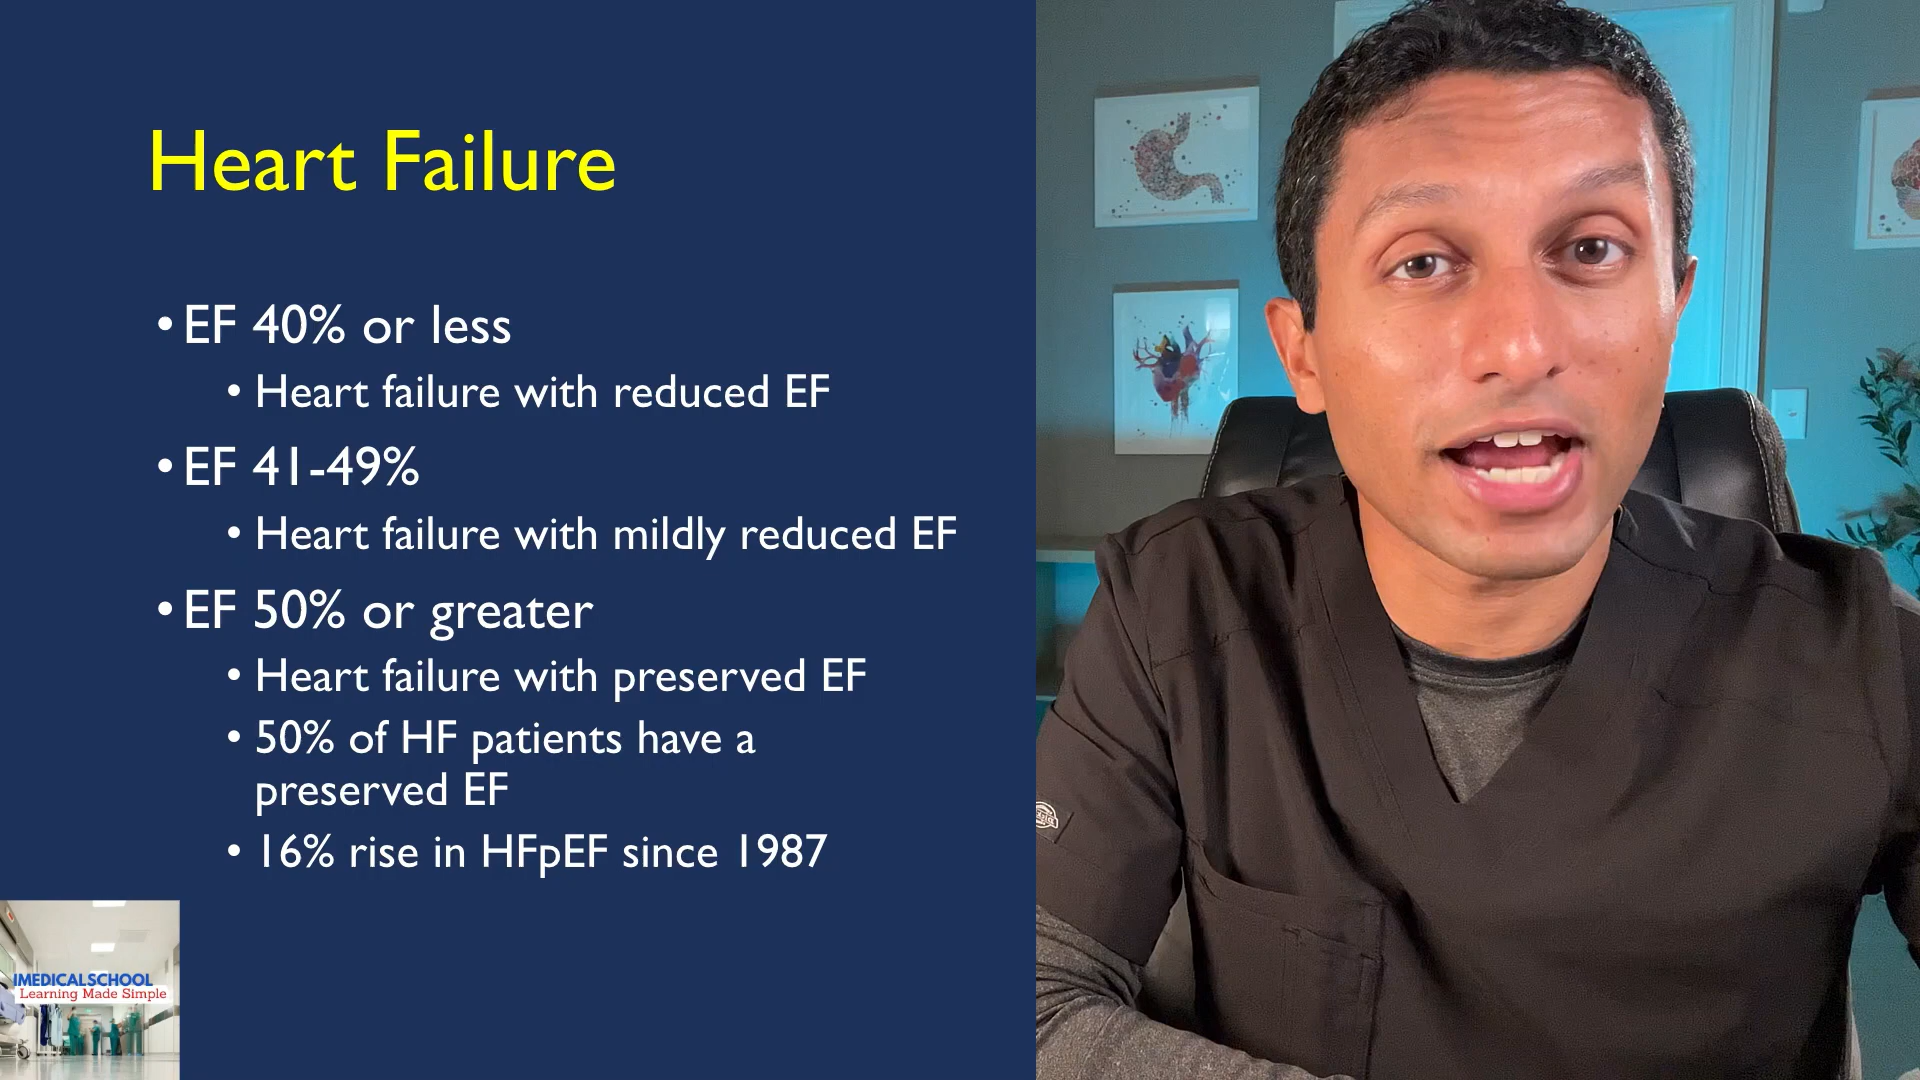 Heart Failure
•EF 40% or less
• Heart failure with reduced EF
•EF 41-49%
• Heart failure with mildly reduced EF
•EF 50% or greater
• Heart failure with preserved EF
• 50% of HF patients have a
preserved EF
• 16% rise in HFpEF since 1987
IMEDICALSCHOOL
Learning Made Simple